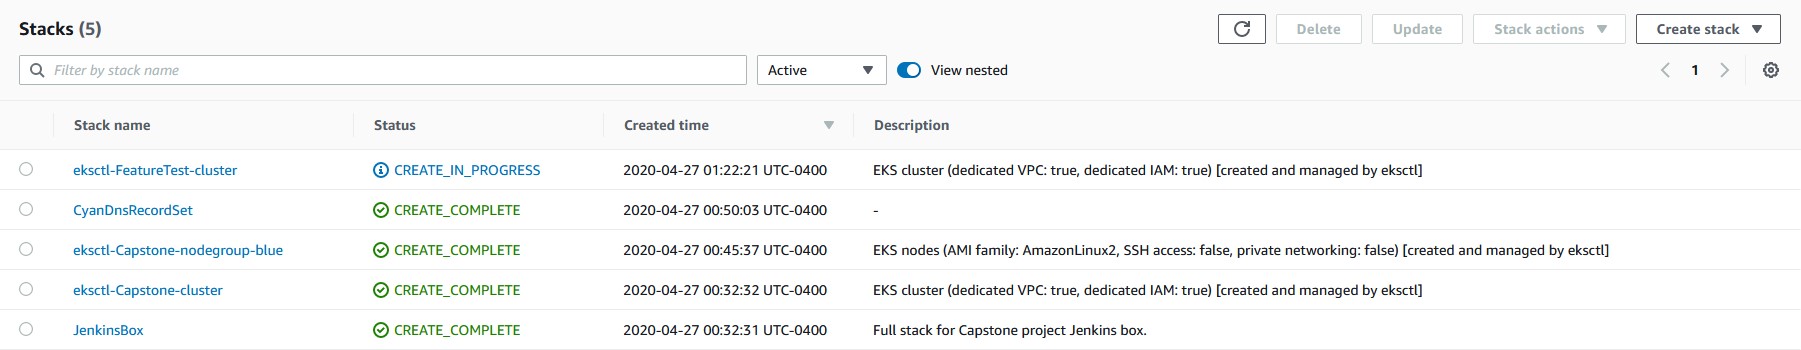 Stacks (5) Delete Update Stack actions Create stack
Filter by stack name Active View nested 1
Stack name Status Created time Description
eksctl-FeatureTest-cluster CREATE_IN_PROGRESS 2020-04-27 01:22:21 UTC-0400 EKS cluster (dedicated VPC: true, dedicated IAM: true) [created and managed by eksctl]
CyanDnsRecordSet CREATE_COMPLETE 2020-04-27 00:50:03 UTC-0400 -
eksctl-Capstone-nodegroup-blue CREATE_COMPLETE 2020-04-27 00:45:37 UTC-0400 EKS nodes (AMI family: AmazonLinux2, SSH access: false, private networking: false) [created and managed by eksctl]
eksctl-Capstone-cluster CREATE_COMPLETE 2020-04-27 00:32:32 UTC-0400 EKS cluster (dedicated VPC: true, dedicated IAM: true) [created and managed by eksctl]
JenkinsBox CREATE_COMPLETE 2020-04-27 00:32:31 UTC-0400 Full stack for Capstone project Jenkins box.